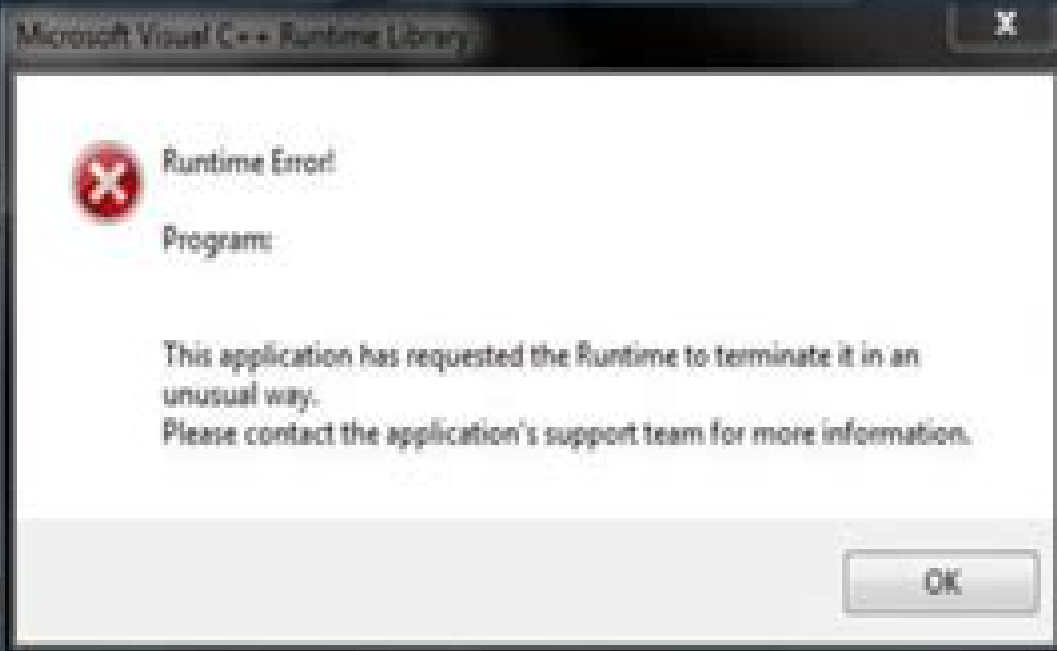 Microsoft Visual C++ Runtime Library
X
Runtime Error!
Program:
This application has requested the Runtime to terminate it in an
unusual way.
Please contact the application's support team for more information.
OK